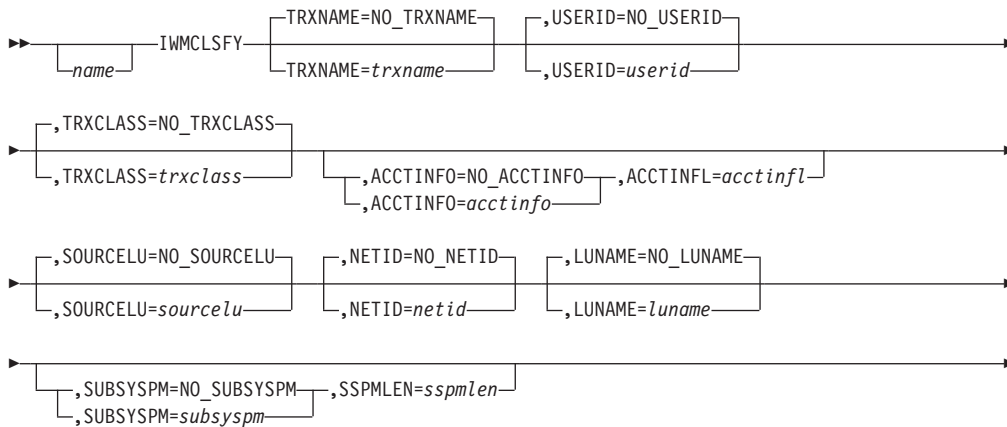 TRXNAME=NO_TRXNAME ,USERID=NO_USERID
IWMCLSFY
name TRXNAME=trxname ,USERID=userid
,TRXCLASS=NO_TRXCLASS
,TRXCLASS=trxclass ,ACCTINFO=NO_ACCTINFO ,ACCTINFL=acctinfl
,ACCTINFO=acctinfo
,SOURCELU=NO_SOURCELU ,NETID=NO_NETID ,LUNAME=NO_LUNAME
,SOURCELU=sourcelu ,NETID=netid ,LUNAME=luname
,SUBSYSPM=NO_SUBSYSPM ,SSPMLEN=sspmlen
,SUBSYSPM=subsyspm